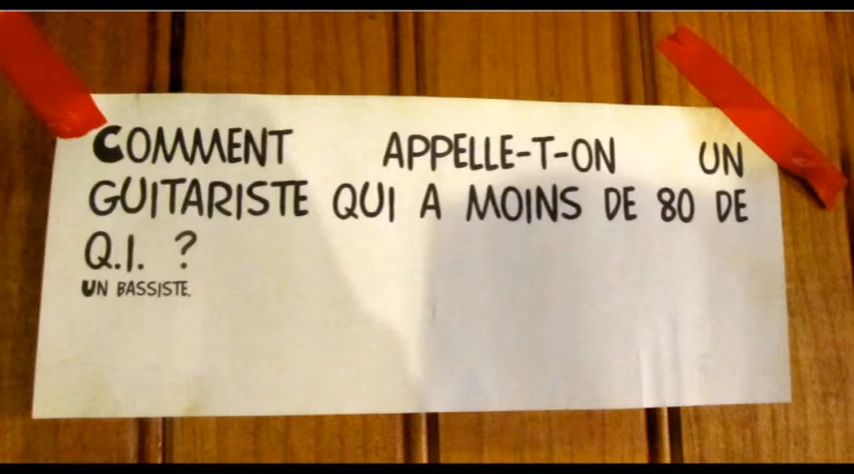 COMMENT APPELLE-T-ON UN
GUITARISTE QUI A MOINS DE 80 DE
Q.I. ?
UN BASSISTE.